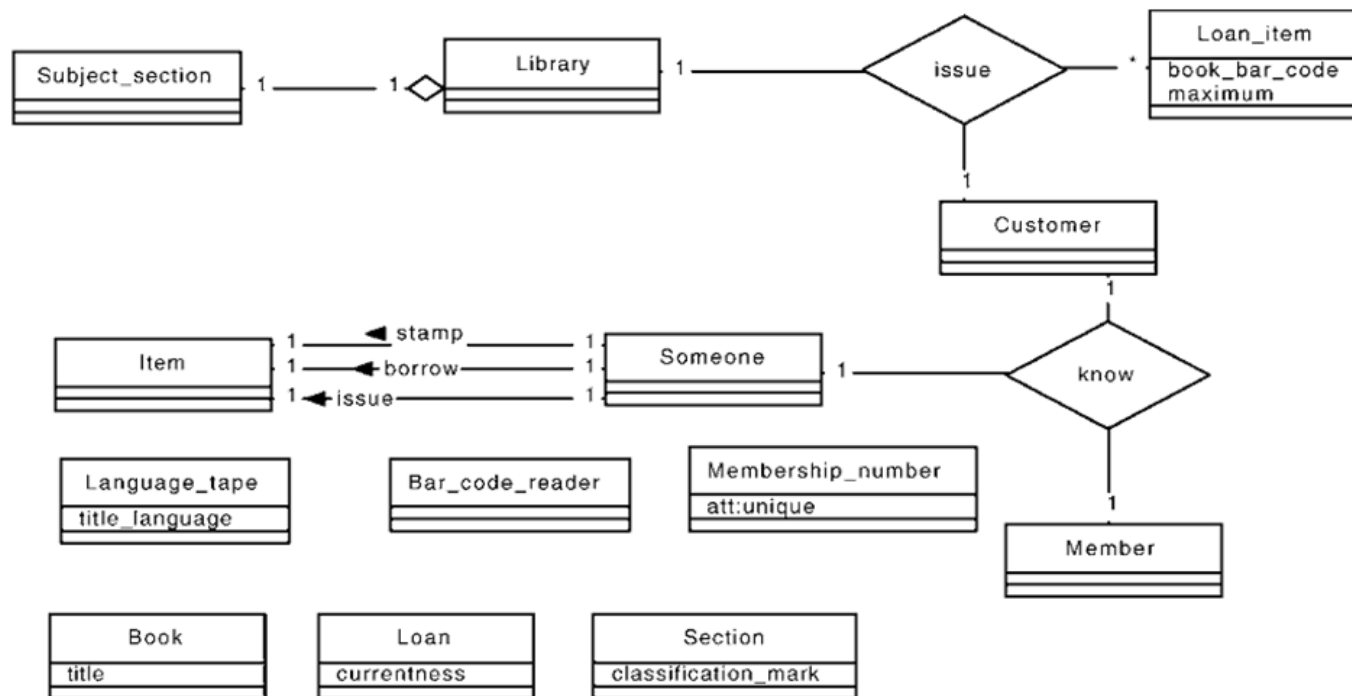 Subject_section
1
1
Library
1
issue
*
Loan_item
book_bar_code
maximum
1
Customer
1
Item
1
stamp
1
1
borrow
1
1
issue
1
Someone
1
know
1
Member
Language_tape
title_language
Bar_code_reader
Membership_number
att:unique
Book
title
Loan
currentness
Section
classification_mark